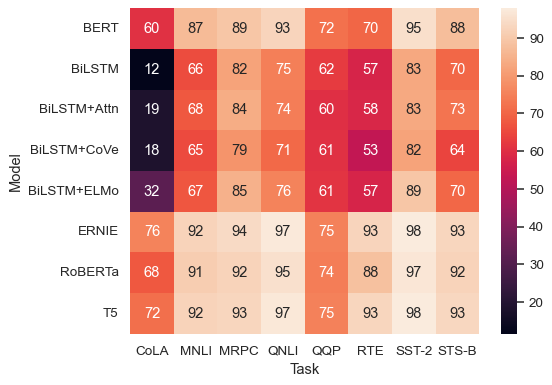 BERT 60 87 89 93 72 70 95 88
BiLSTM 12 66 82 75 62 57 83 70
BiLSTM+Attn 19 68 84 74 60 58 83 73
BiLSTM+CoVe 18 65 79 71 61 53 82 64
BiLSTM+ELMo 32 67 85 76 61 57 89 70
ERNIE 76 92 94 97 75 93 98 93
RoBERTa 68 91 92 95 74 88 97 92
T5 72 92 93 97 75 93 98 93
CoLA MNLI MRPC QNLI QQP RTE SST-2 STS-B
Task
Model
90
80
70
60
50
40
30
20